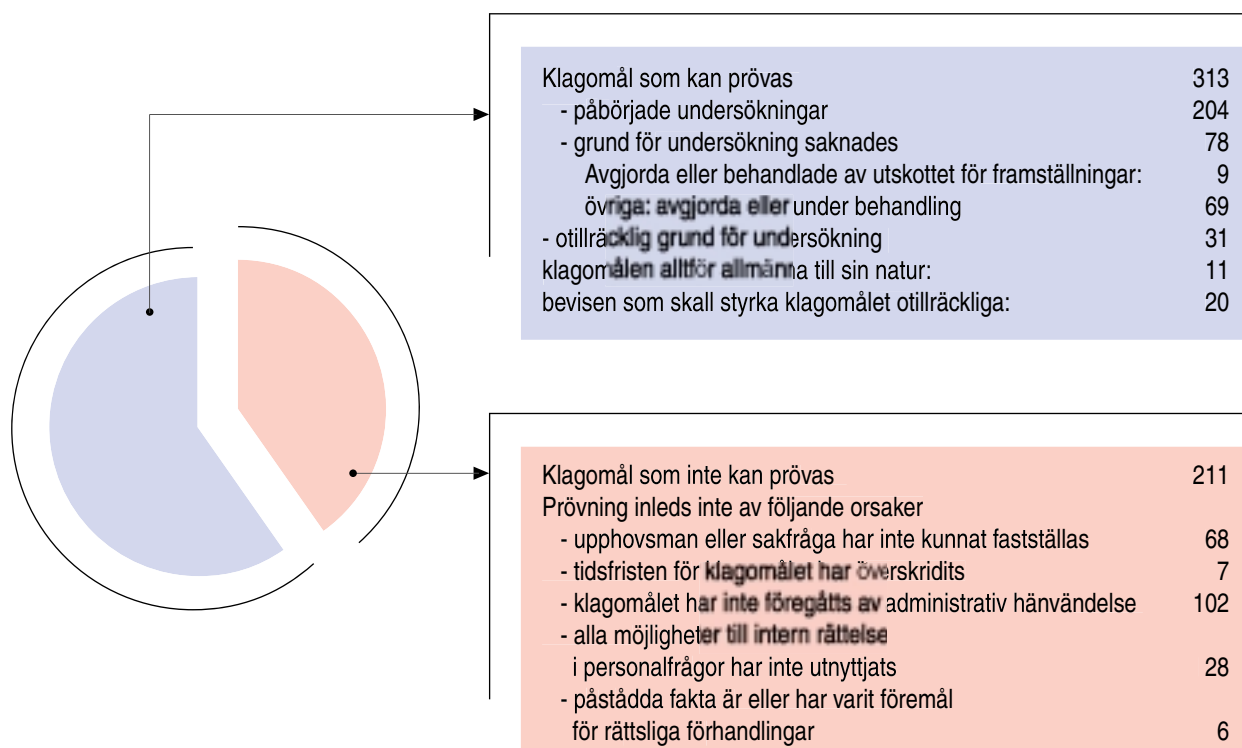 Klagomål som kan prövas 313
- påbörjade undersökningar 204
- grund för undersökning saknades 78
Avgjorda eller behandlade av utskottet för framställningar: 9
övriga: avgjorda eller under behandling 69
- otillräcklig grund för undersökning 31
klagomålen alltför allmänna till sin natur: 11
bevisen som skall styrka klagomålet otillräckliga: 20
Klagomål som inte kan prövas 211
Prövning inleds inte av följande orsaker
- upphovsman eller sakfråga har inte kunnat fastställas 68
- tidsfristen för klagomålet har överskridits 7
- klagomålet har inte föregåtts av administrativ hänvändelse 102
- alla möjligheter till intern rättelse
i personalfrågor har inte utnyttjats 28
- påstådda fakta är eller har varit föremål
för rättsliga förhandlingar 6